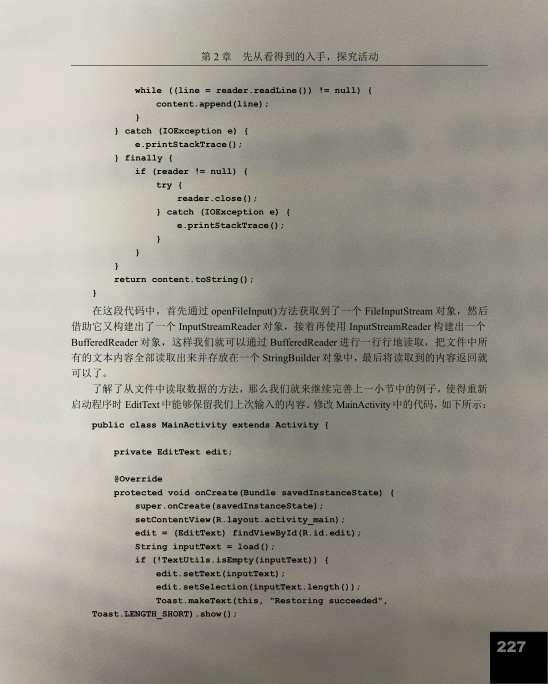 第 2 章 先从看得到的入手，探究活动
while ((line = reader.readLine()) != null) {
content.append(line);
}
} catch (IOException e) {
e.printStackTrace();
} finally {
if (reader != null) {
try {
reader.close();
} catch (IOException e) {
e.printStackTrace();
}
}
}
return content.toString();
}
在这段代码中，首先通过 openFileInput()方法获取到了一个 FileInputStream 对象，然后
借助它又构建出了一个 InputStreamReader 对象，接着再使用 InputStreamReader 构建出一个
BufferedReader 对象，这样我们就可以通过 BufferedReader 进行一行行地读取，把文件中所
有的文本内容全部读取出来并存放在一个 StringBuilder 对象中，最后将读取到的内容返回就
可以了。
了解了从文件中读取数据的方法，那么我们就来继续完善上一小节中的例子，使得重新
启动程序时 EditText 中能够保留我们上次输入的内容。修改 MainActivity 中的代码，如下所示：
public class MainActivity extends Activity {
private EditText edit;
@Override
protected void onCreate(Bundle savedInstanceState) {
super.onCreate(savedInstanceState);
setContentView(R.layout.activity_main);
edit = (EditText) findViewById(R.id.edit);
String inputText = load();
if (!TextUtils.isEmpty(inputText)) {
edit.setText(inputText);
edit.setSelection(inputText.length());
Toast.makeText(this, "Restoring succeeded",
Toast.LENGTH_SHORT).show();
227